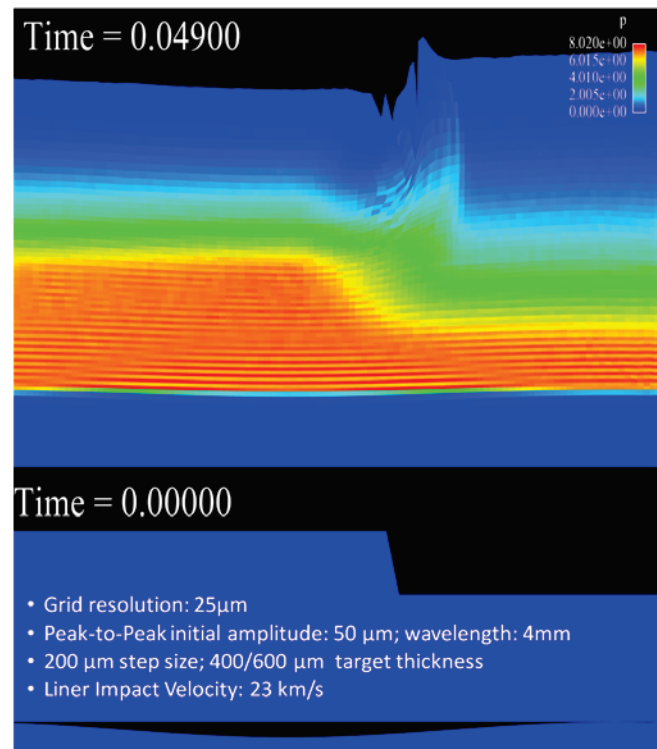 Time = 0.04900
p
8.020e+00
6.015e+00
4.010e+00
2.005e+00
0.000e+00
Time = 0.00000
• Grid resolution: 25µm
• Peak-to-Peak initial amplitude: 50 µm; wavelength: 4mm
• 200 µm step size; 400/600 µm target thickness
• Liner Impact Velocity: 23 km/s